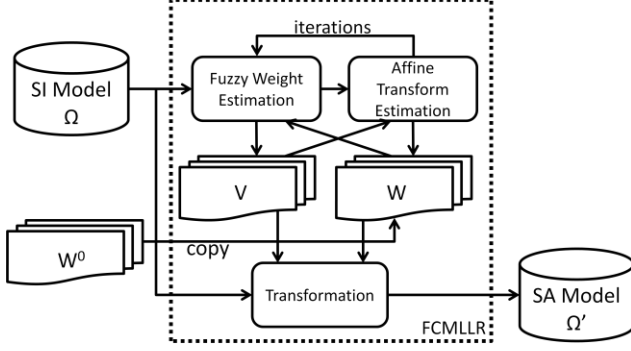 iterations
SI Model
Ω
Fuzzy Weight
Estimation
Affine
Transform
Estimation
V
W
W⁰
copy
Transformation
SA Model
Ω’
FCMLLR